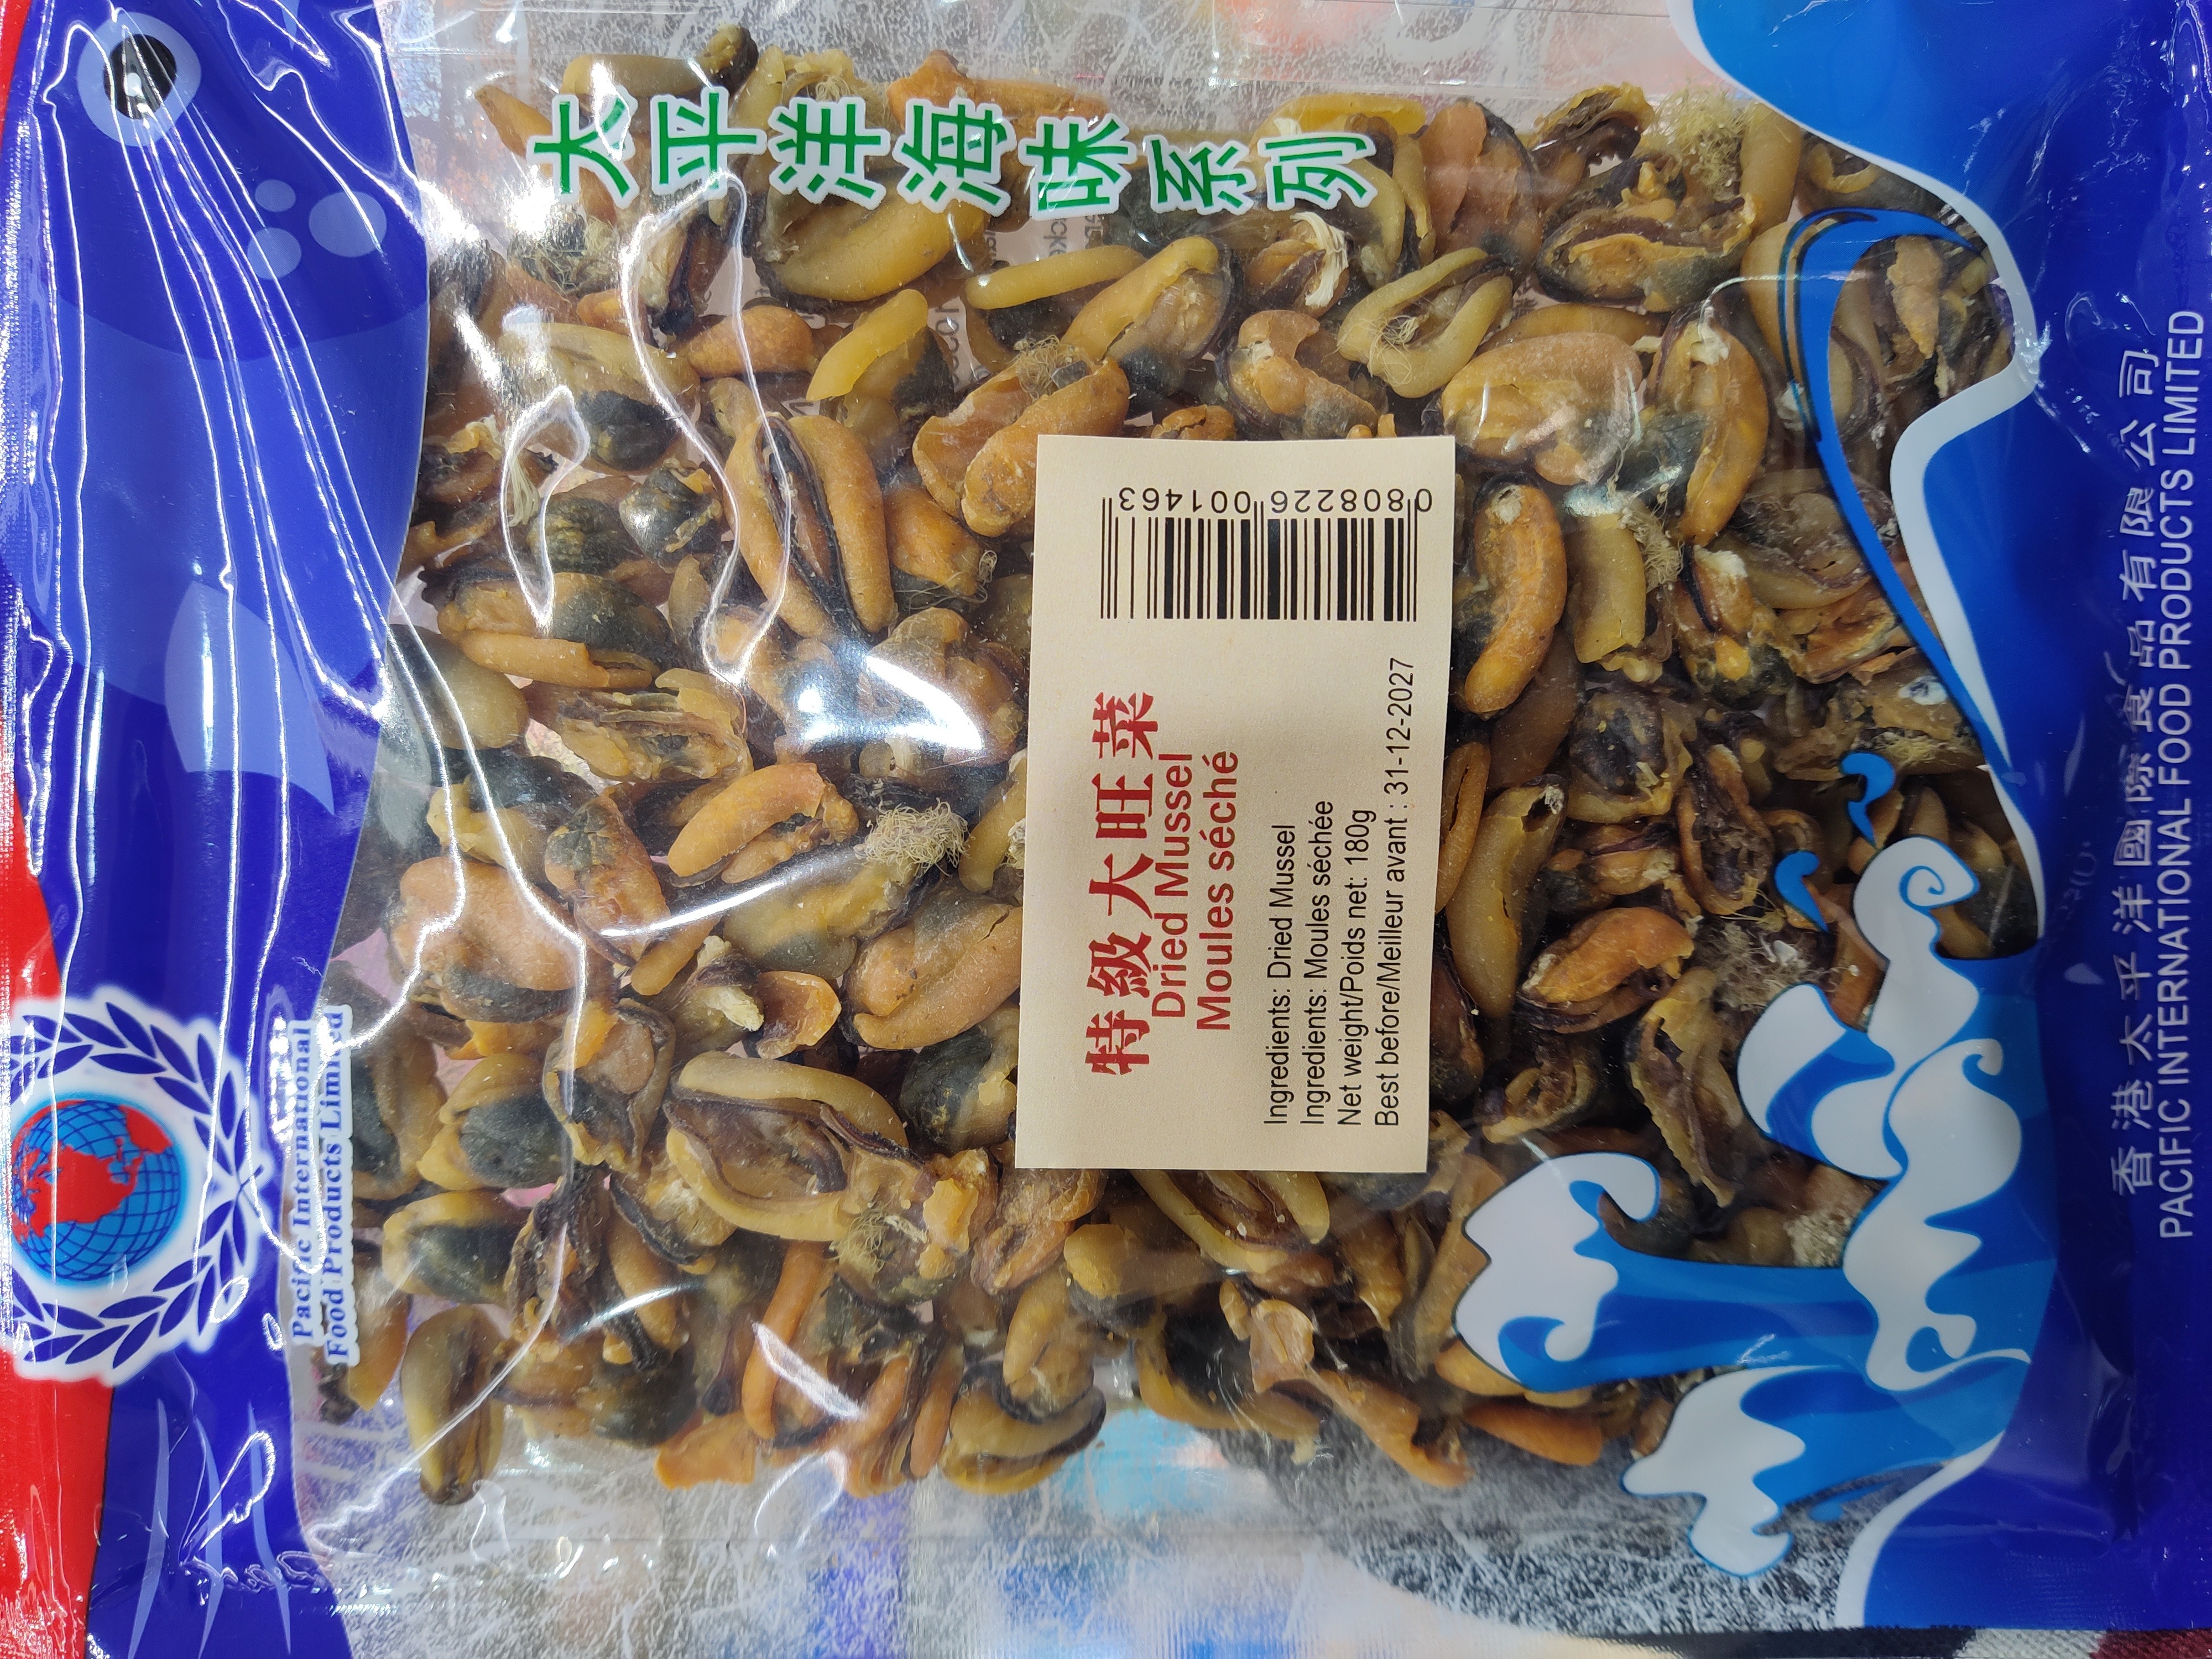 太平洋海味系列
Pacific International
Food Products Limited
特級大旺菜
Dried Mussel
Moules séché
Ingredients: Dried Mussel
Ingredients: Moules séchée
Net weight/Poids net: 180g
Best before/Meilleur avant : 31-12-2027
0 808226 001463
香港太平洋國際食品有限公司
PACIFIC INTERNATIONAL FOOD PRODUCTS LIMITED